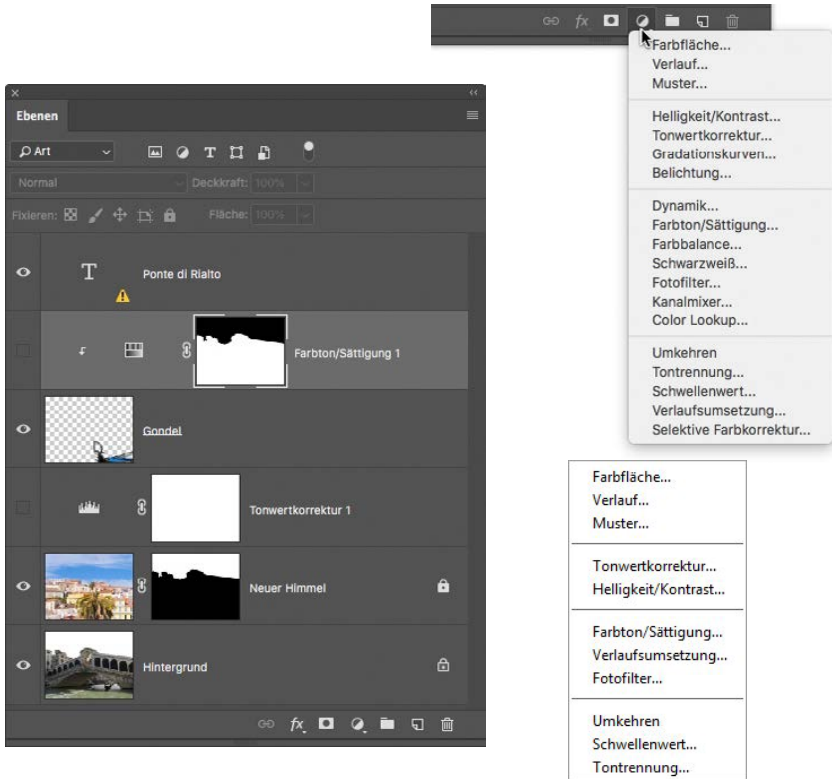 fx
Farbfläche...
Verlauf...
Muster...
Helligkeit/Kontrast...
Tonwertkorrektur...
Gradationskurven...
Belichtung...
Dynamik...
Farbton/Sättigung...
Farbbalance...
Schwarzweiß...
Fotofilter...
Kanalmixer...
Color Lookup...
Umkehren
Tontrennung...
Schwellenwert...
Verlaufsumsetzung...
Selektive Farbkorrektur...
Ebenen
Art
T
Normal
Deckkraft: 100%
Fixieren:
Fläche: 100%
T
Ponte di Rialto
Farbton/Sättigung 1
Gondel
Tonwertkorrektur 1
Neuer Himmel
Hintergrund
fx
Farbfläche...
Verlauf...
Muster...
Tonwertkorrektur...
Helligkeit/Kontrast...
Farbton/Sättigung...
Verlaufsumsetzung...
Fotofilter...
Umkehren
Schwellenwert...
Tontrennung...